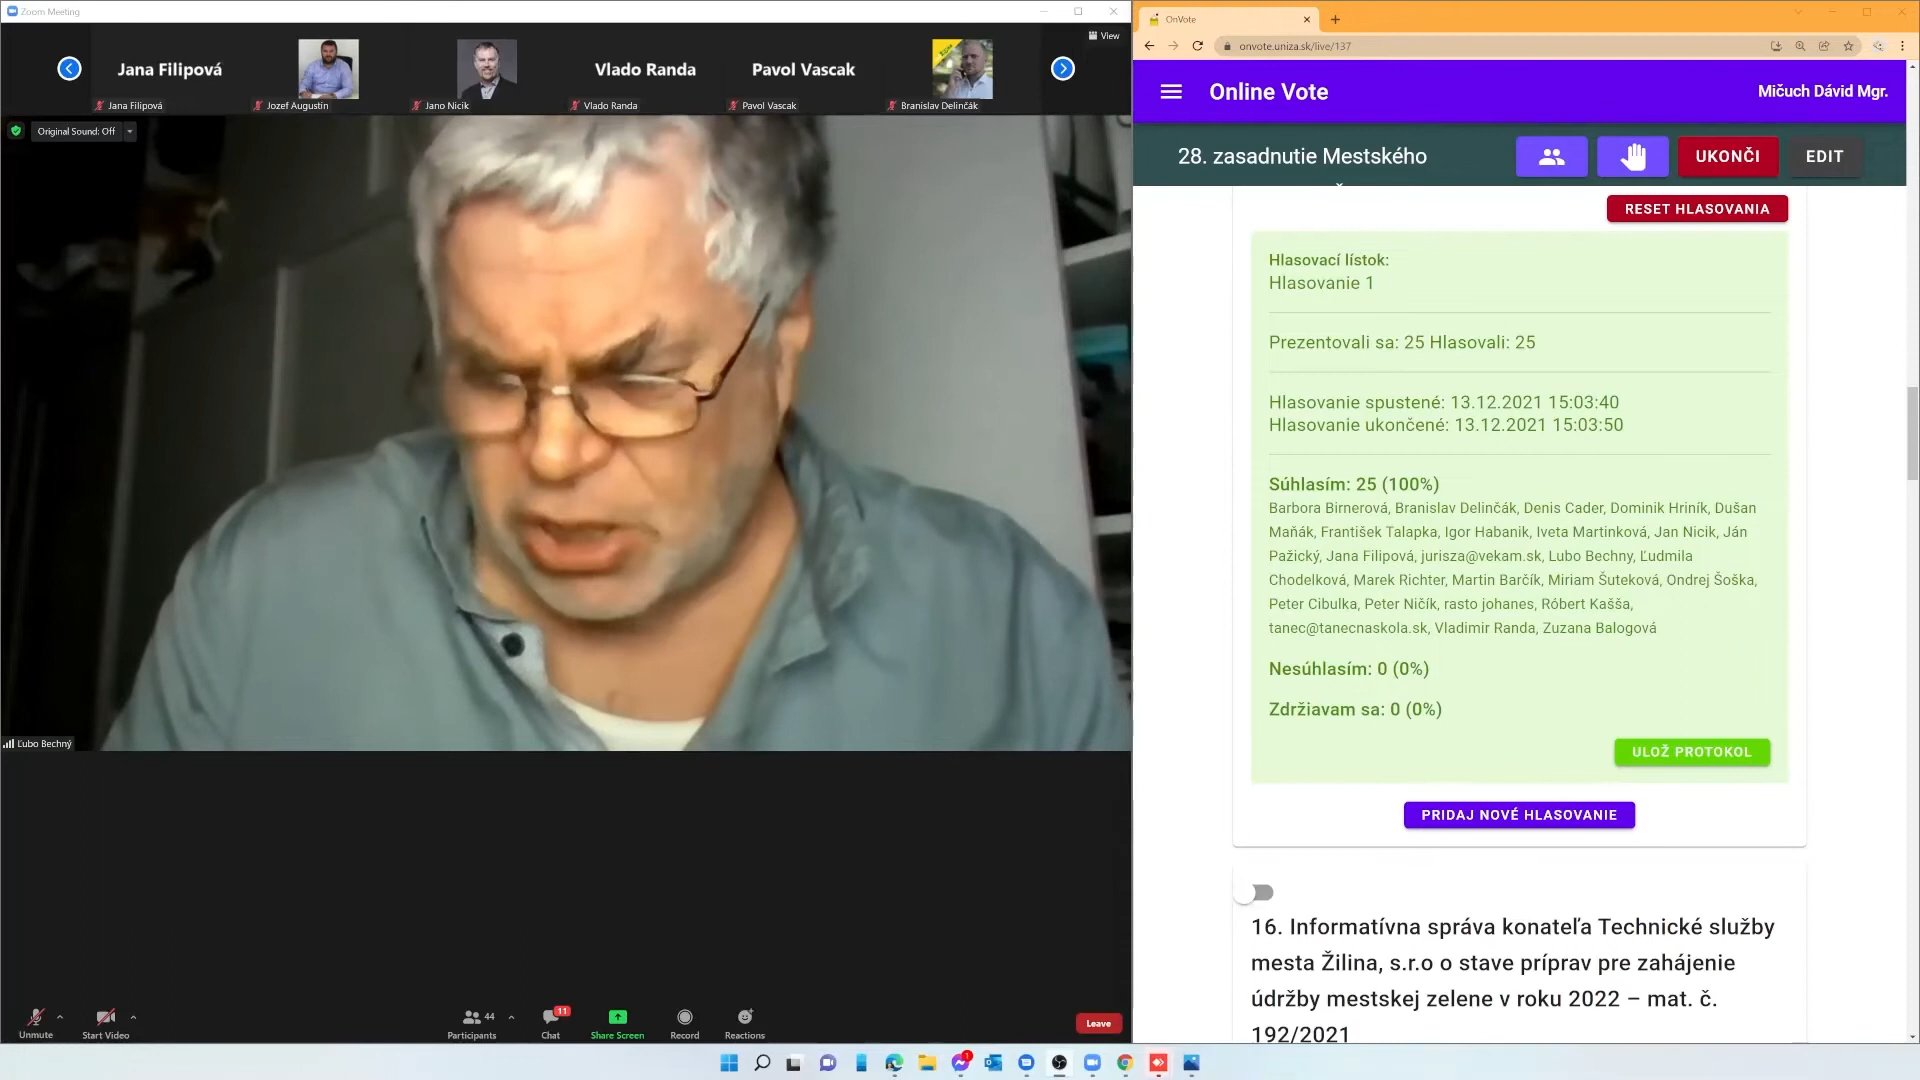 Zoom Meeting
View
Jana Filipová
Vlado Randa
Pavol Vascak
Jana Filipová
Jozef Augustín
Jano Nicík
Vlado Randa
Pavol Vascak
Branislav Delinčák
Original Sound: Off
Ľubo Bechný
Unmute
Start Video
44
Participants
11
Chat
Share Screen
Record
Reactions
Leave
OnVote
onvote.uniza.sk/live/137
Online Vote
Mičuch Dávid Mgr.
28. zasadnutie Mestského
UKONČI
EDIT
RESET HLASOVANIA
Hlasovací lístok:
Hlasovanie 1
Prezentovali sa: 25 Hlasovali: 25
Hlasovanie spustené: 13.12.2021 15:03:40
Hlasovanie ukončené: 13.12.2021 15:03:50
Súhlasím: 25 (100%)
Barbora Birnerová, Branislav Delinčák, Denis Cader, Dominik Hriník, Dušan
Maňák, František Talapka, Igor Habanik, Iveta Martinková, Jan Nicik, Ján
Pažický, Jana Filipová, jurisza@vekam.sk, Lubo Bechny, Ľudmila
Chodelková, Marek Richter, Martin Barčík, Miriam Šuteková, Ondrej Šoška,
Peter Cibulka, Peter Ničík, rasto johanes, Róbert Kašša,
tanec@tanecnaskola.sk, Vladimir Randa, Zuzana Balogová
Nesúhlasím: 0 (0%)
Zdržiavam sa: 0 (0%)
ULOŽ PROTOKOL
PRIDAJ NOVÉ HLASOVANIE
16. Informatívna správa konateľa Technické služby
mesta Žilina, s.r.o o stave príprav pre zahájenie
údržby mestskej zelene v roku 2022 – mat. č.
192/2021
1